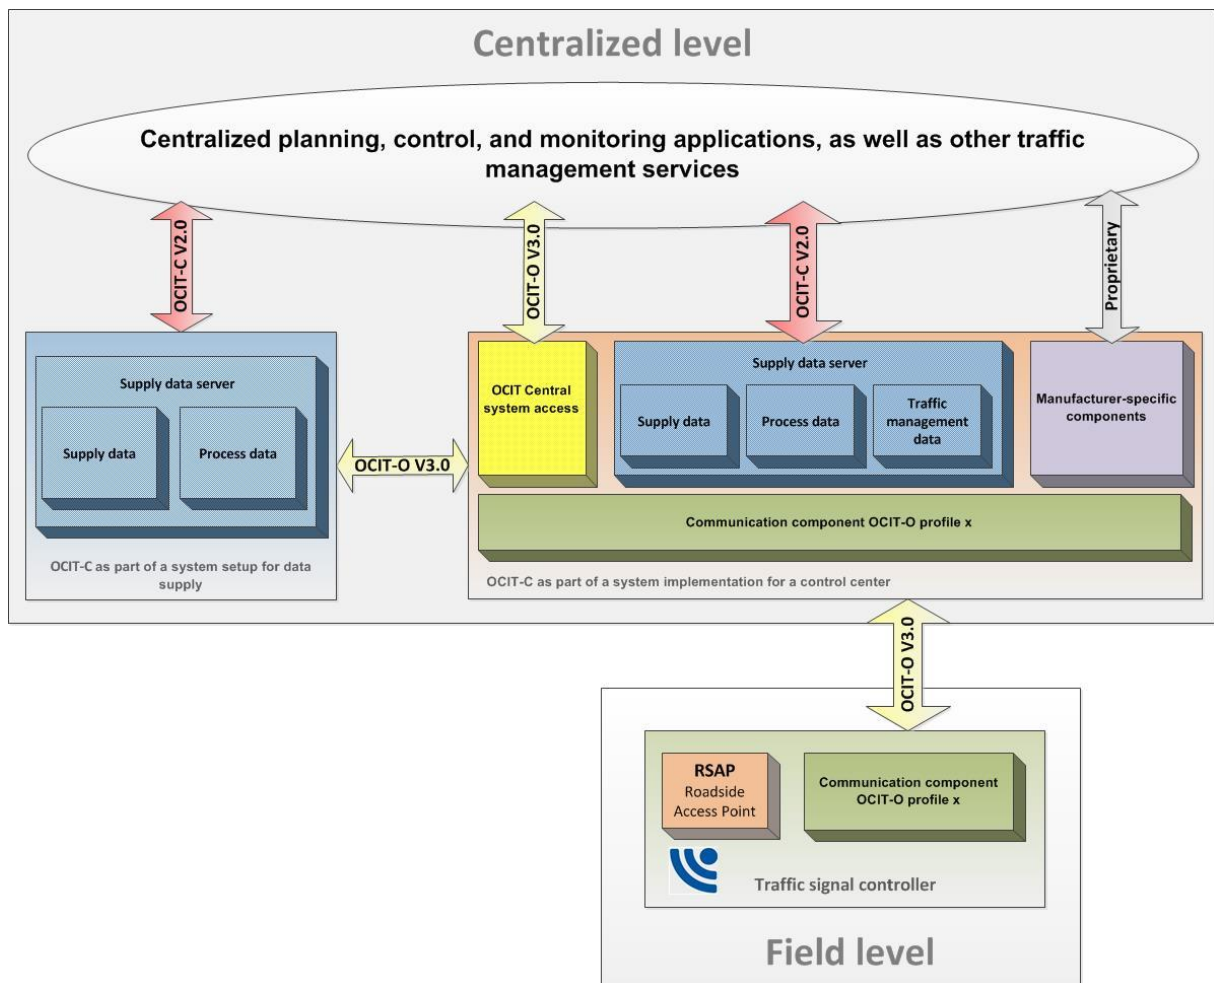 Centralized level
Centralized planning, control, and monitoring applications, as well as other traffic
management services
OCIT-C V2.0
OCIT-O V3.0
OCIT-C V2.0
Proprietary
Supply data server
Supply data
Process data
OCIT-C as part of a system setup for data
supply
OCIT-O V3.0
OCIT Central
system access
Supply data server
Supply data
Process data
Traffic
management
data
Manufacturer-specific
components
Communication component OCIT-O profile x
OCIT-C as part of a system implementation for a control center
OCIT-O V3.0
RSAP
Roadside
Access Point
Communication component
OCIT-O profile x
Traffic signal controller
Field level